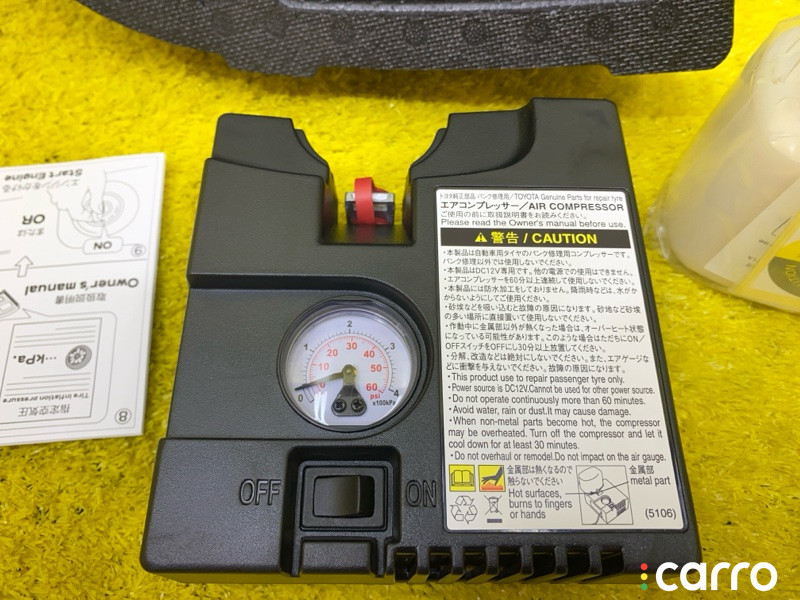 エンジンをかける
Start Engine
または
OR
ON
9
Owner's manual
取扱説明書
...kPa.
Tire inflation pressure
指定空気圧
8
トヨタ純正部品 パンク修理用/TOYOTA Genuine Parts for repair tyre
エアコンプレッサー/AIR COMPRESSOR
ご使用の前に取扱説明書をお読みください。
Please read the Owner's manual before use.
警告 / CAUTION
・本製品は自動車用タイヤのパンク修理用コンプレッサーです。
パンク修理以外では使用しないでください。
・本製品はDC12V専用です。他の電源での使用はできません。
・エアコンプレッサーを60分以上連続して使用しないでください。
・本製品には防水加工をしておりません。降雨時などは、水がか
からないようにしてご使用ください。
・砂埃などを吸い込むと故障の原因になります。砂地など砂埃
の多い場所に直接置いて使用しないでください。
・作動中に金属部以外が熱くなった場合は、オーバーヒート状態
になっている可能性があります。このような場合はただちにON/
OFFスイッチをOFFにし30分以上放置してください。
・分解、改造などは絶対にしないでください。また、エアゲージな
どに衝撃を与えないでください。故障の原因になります。
・This product use to repair passenger tyre only.
・Power source is DC12V.Cannot be used for other power source.
・Do not operate continuously more than 60 minutes.
・Avoid water, rain or dust.It may cause damage.
・When non-metal parts become hot, the compressor
may be overheated. Turn off the compressor and let it
cool down for at least 30 minutes.
・Do not overhaul or remodel.Do not impact on the air gauge.
金属部は熱くなるので
触らないでください
Hot surfaces,
burns to fingers
or hands
金属部
metal part
(5106)
0 1 2 3 4
0 10 20 30 40 50 60
psi
x100kPa
OFF
ON
carro